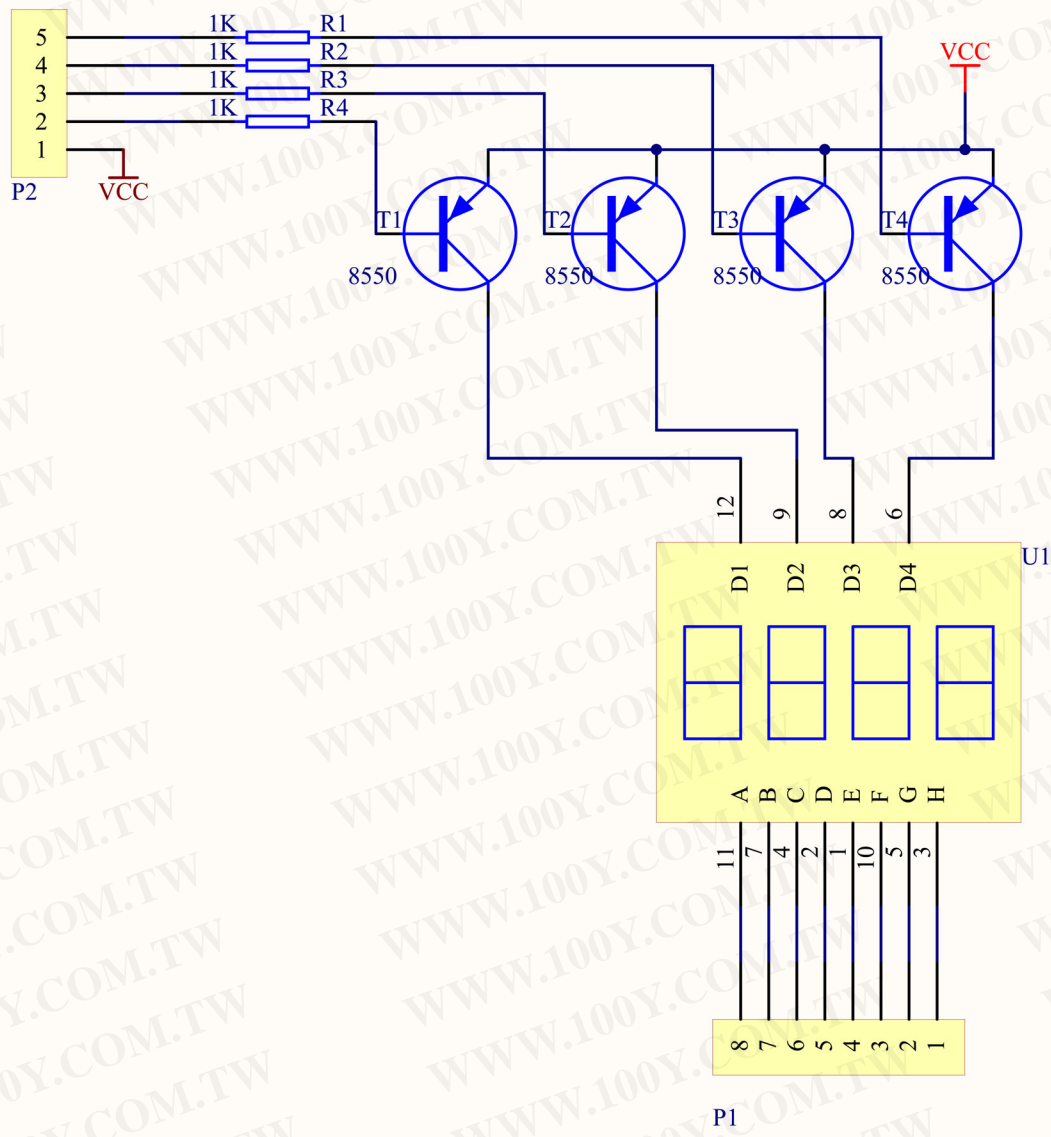 5 1K R1
4 1K R2
3 1K R3
2 1K R4
1
P2 VCC
VCC
T1 T2 T3 T4
8550 8550 8550 8550
12 9 8 6
U1
D1 D2 D3 D4
A B C D E F G H
11 7 4 2 1 10 5 3
8 7 6 5 4 3 2 1
P1
WWW.100Y.COM.TW